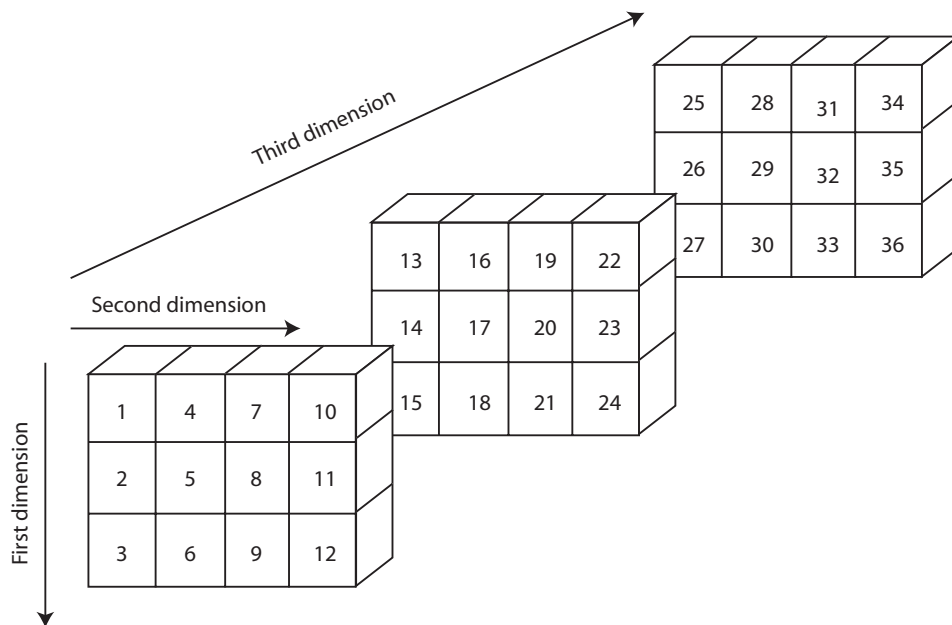 Third dimension
25 28 31 34
26 29 32 35
27 30 33 36
13 16 19 22
14 17 20 23
15 18 21 24
Second dimension
First dimension
1 4 7 10
2 5 8 11
3 6 9 12